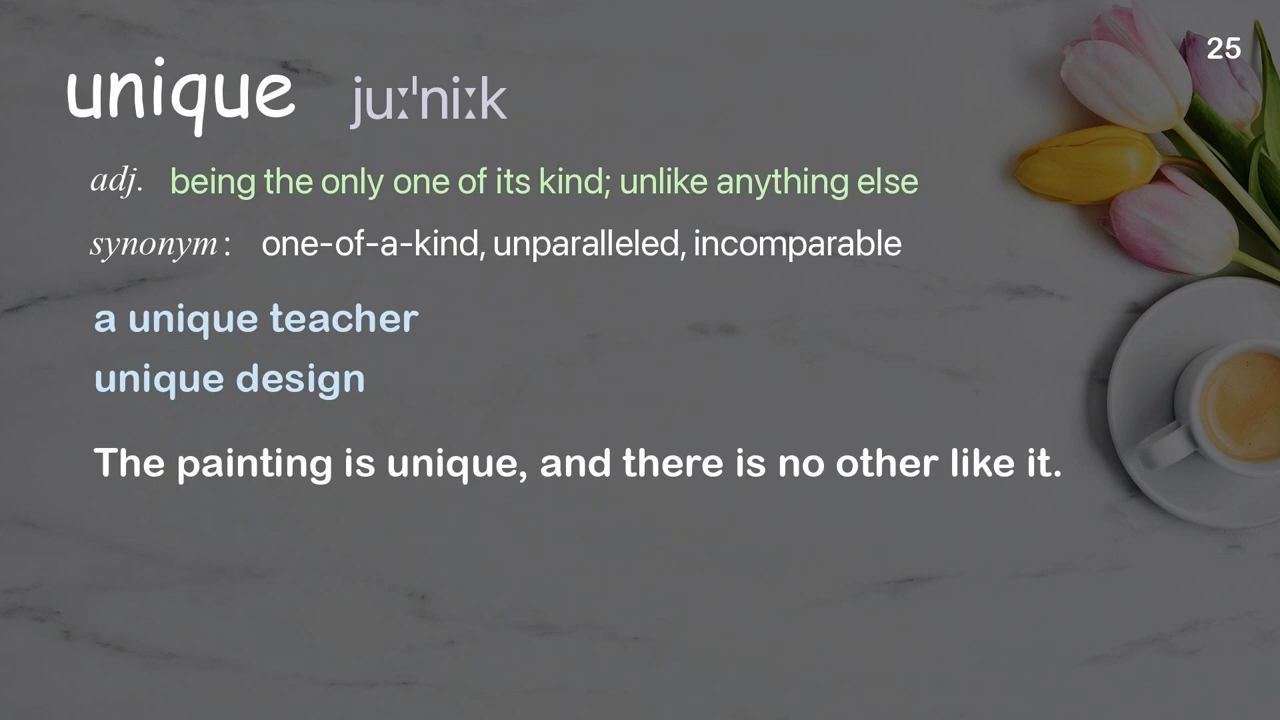 25
unique juːˈniːk
adj. being the only one of its kind; unlike anything else
synonym : one-of-a-kind, unparalleled, incomparable
a unique teacher
unique design
The painting is unique, and there is no other like it.